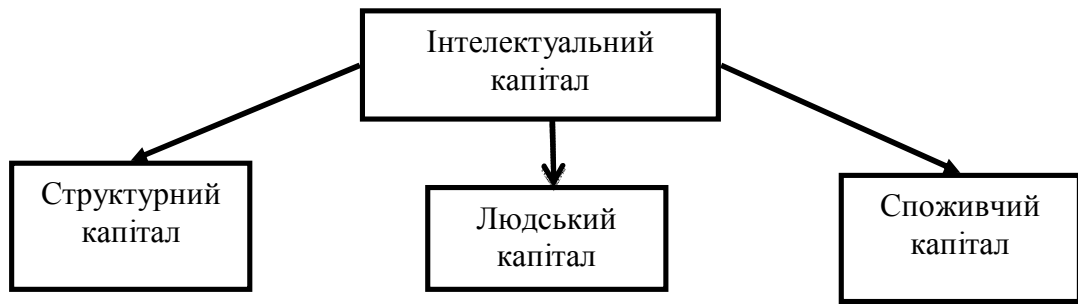 Інтелектуальний
капітал
Структурний
капітал
Людський
капітал
Споживчий
капітал